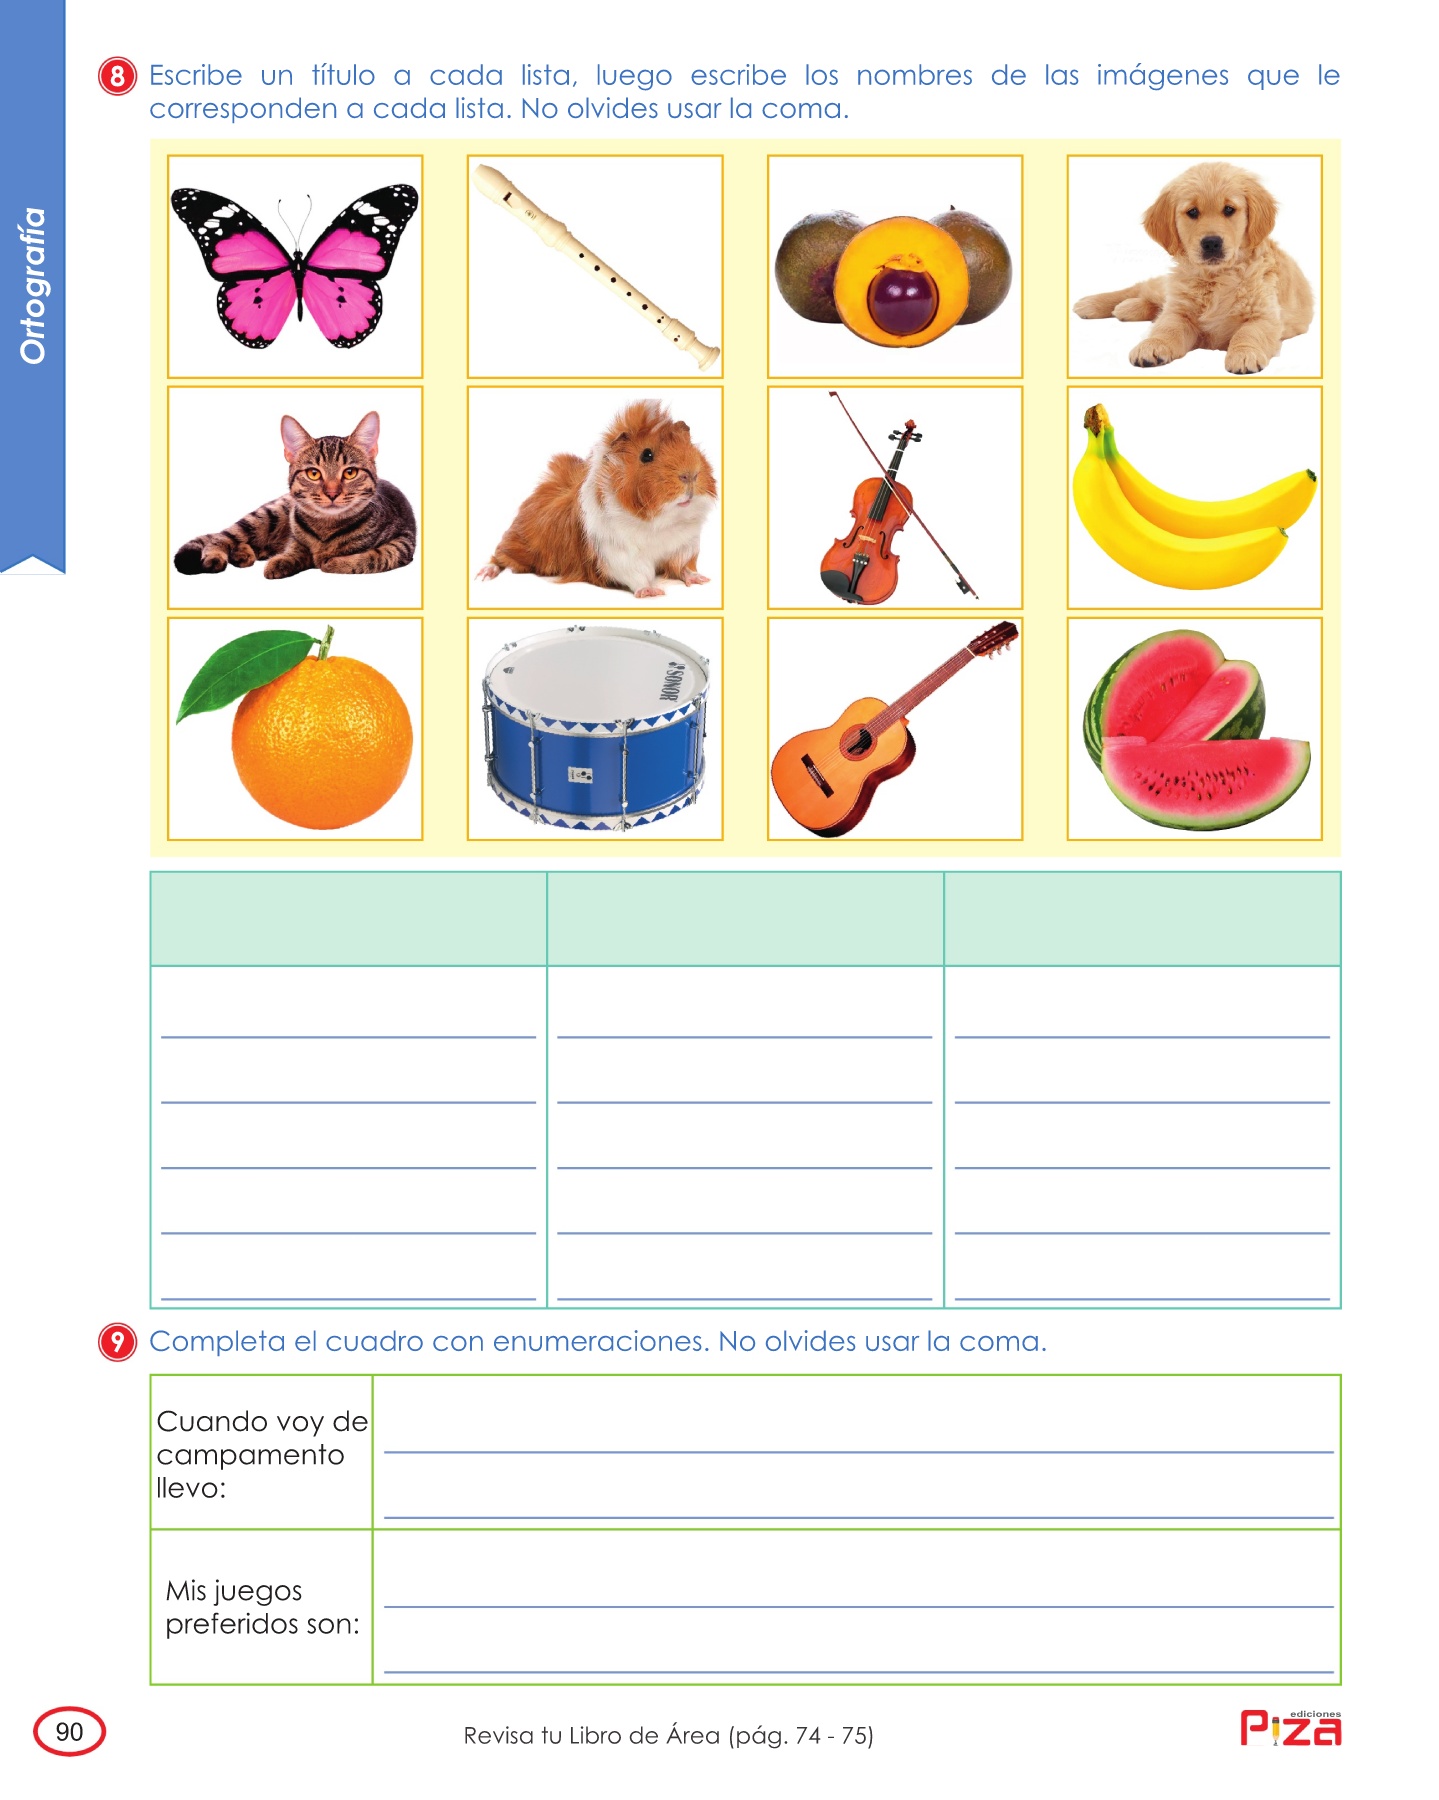 Ortografía
8 Escribe un título a cada lista, luego escribe los nombres de las imágenes que le
corresponden a cada lista. No olvides usar la coma.
SONOR
9 Completa el cuadro con enumeraciones. No olvides usar la coma.
Cuando voy de
campamento
llevo:
Mis juegos
preferidos son:
90
Revisa tu Libro de Área (pág. 74 - 75)
ediciones
Piza